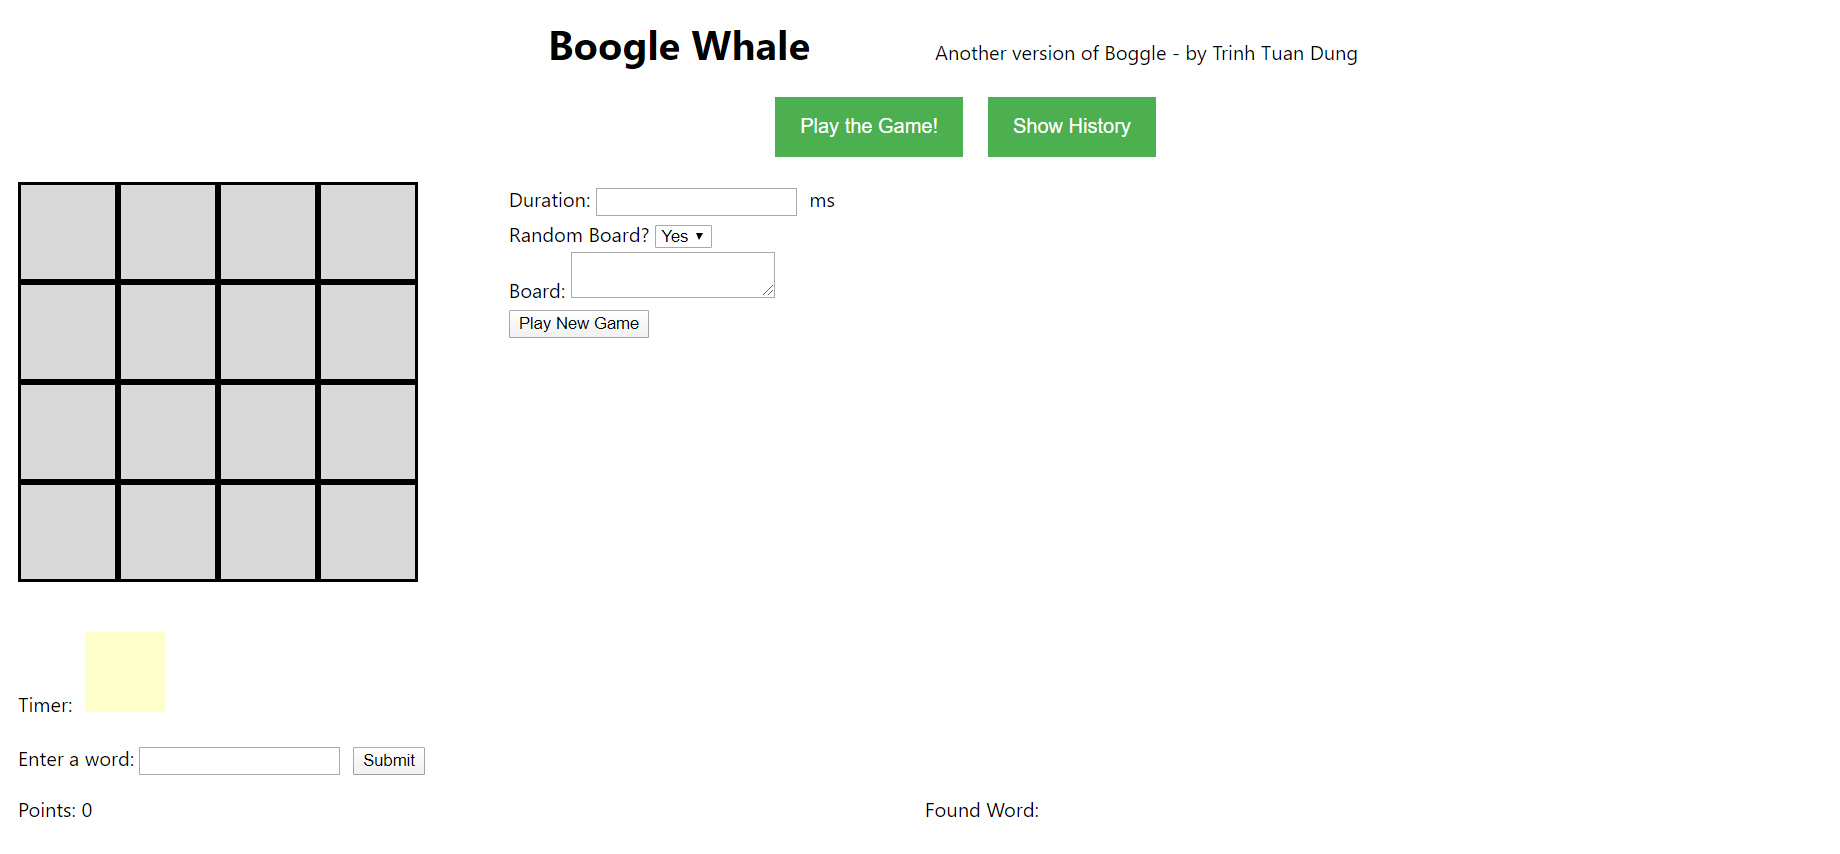 Boogle Whale
Another version of Boggle - by Trinh Tuan Dung
Play the Game!
Show History
Duration: ms
Random Board? Yes
Board:
Play New Game
Timer:
Enter a word: Submit
Points: 0
Found Word: